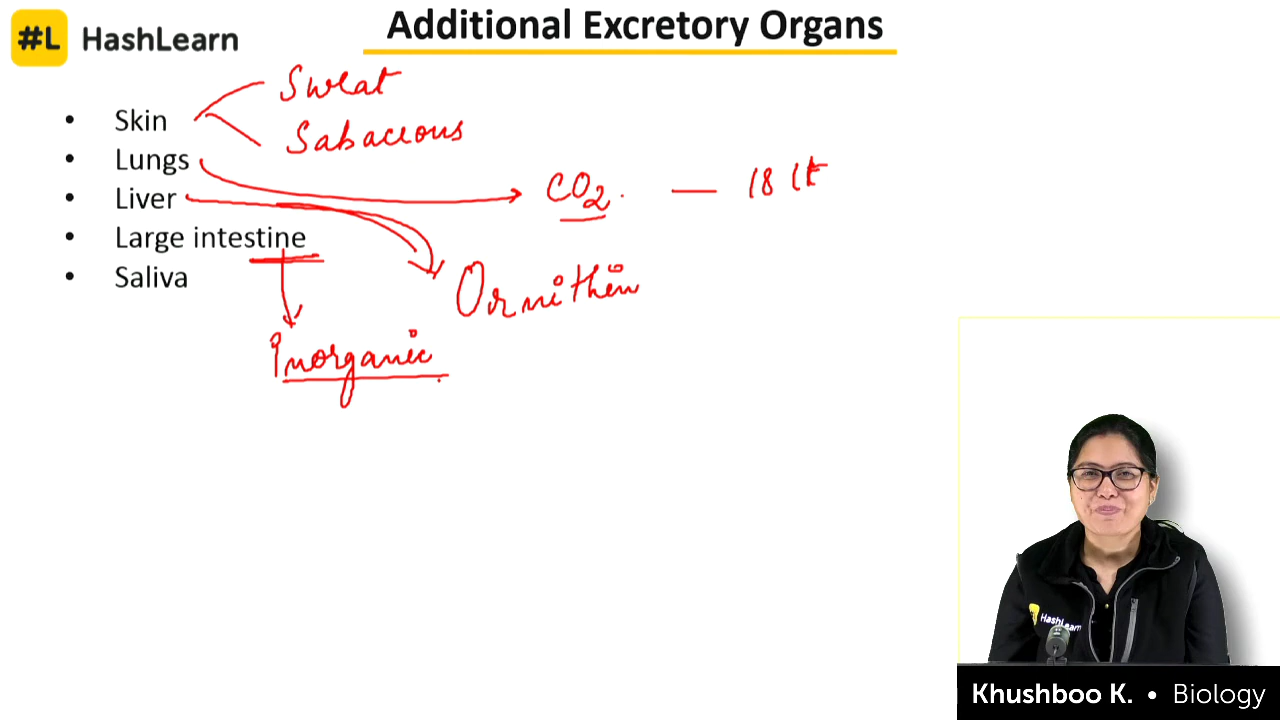 #L HashLearn
Additional Excretory Organs
• Skin
• Lungs
• Liver
• Large intestine
• Saliva
Sweat
Sabaceous
CO2. — 18 lt
Ornithin
Inorganic
HashLearn
Khushboo K. • Biology